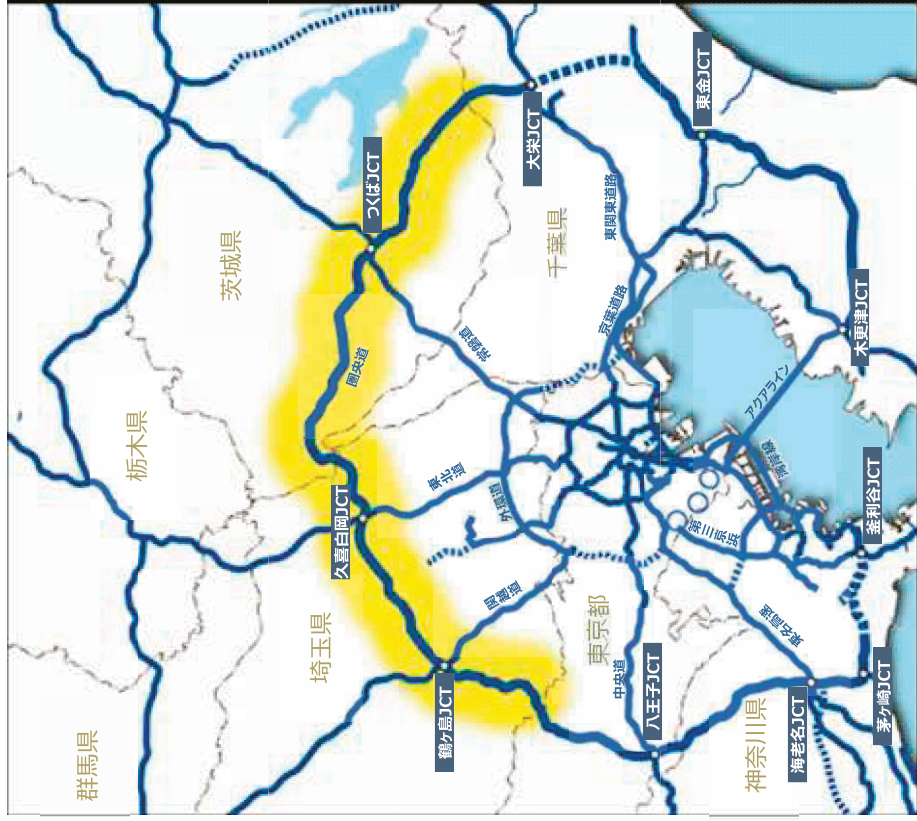 茨城県
つくばJCT
大栄JCT
東金JCT
栃木県
圏央道
千葉県
東関東道路
常磐道
京葉道路
木更津JCT
アクアライン
久喜白岡JCT
東北道
外環道
湾岸線
第三京浜
釜利谷JCT
埼玉県
関越道
東京都
東名高速
群馬県
鶴ヶ島JCT
中央道
八王子JCT
神奈川県
海老名JCT
茅ヶ崎JCT